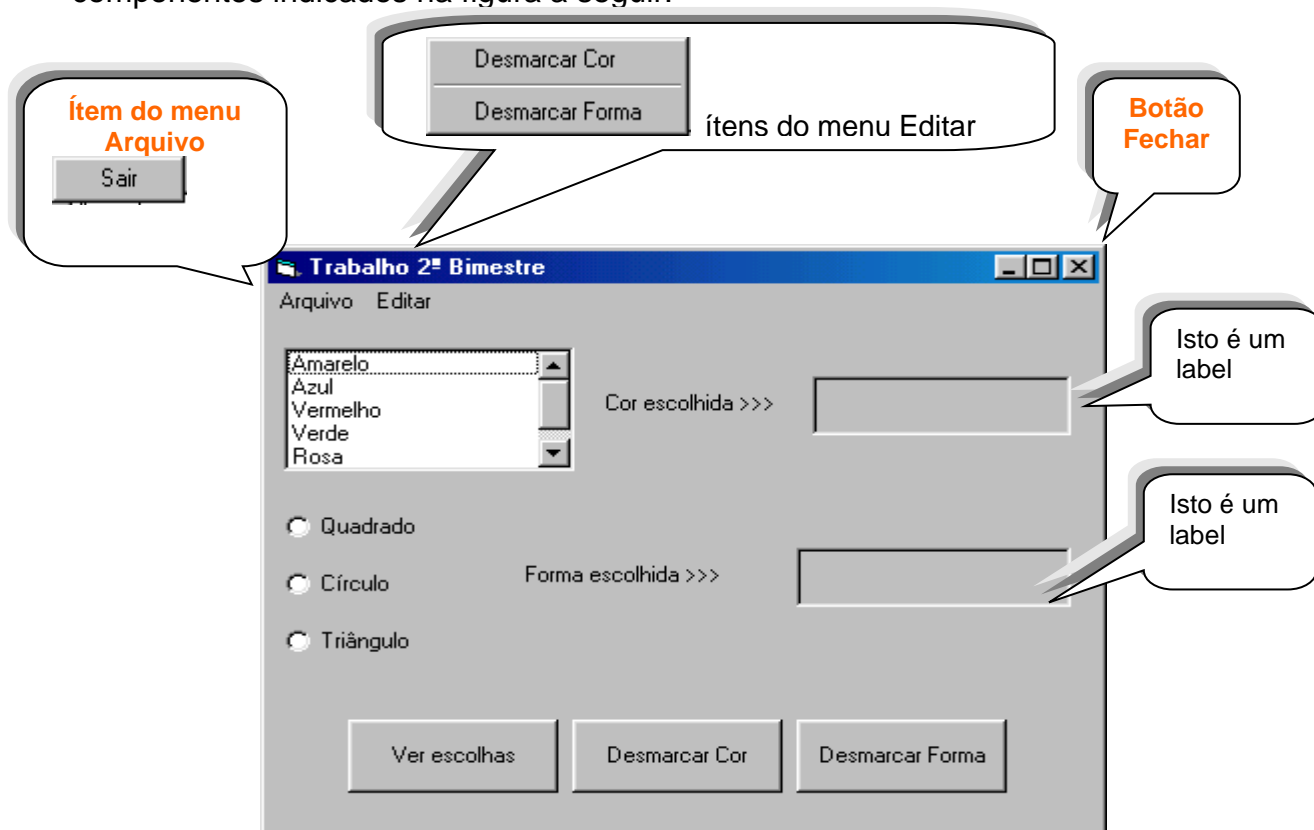 componentes indicados na figura a seguir:
Desmarcar Cor
Desmarcar Forma
ítens do menu Editar
Ítem do menu
Arquivo
Sair
Botão
Fechar
Trabalho 2º Bimestre
Arquivo Editar
Amarelo
Azul
Vermelho
Verde
Rosa
Cor escolhida >>>
Isto é um
label
Quadrado
Círculo
Triângulo
Forma escolhida >>>
Isto é um
label
Ver escolhas
Desmarcar Cor
Desmarcar Forma